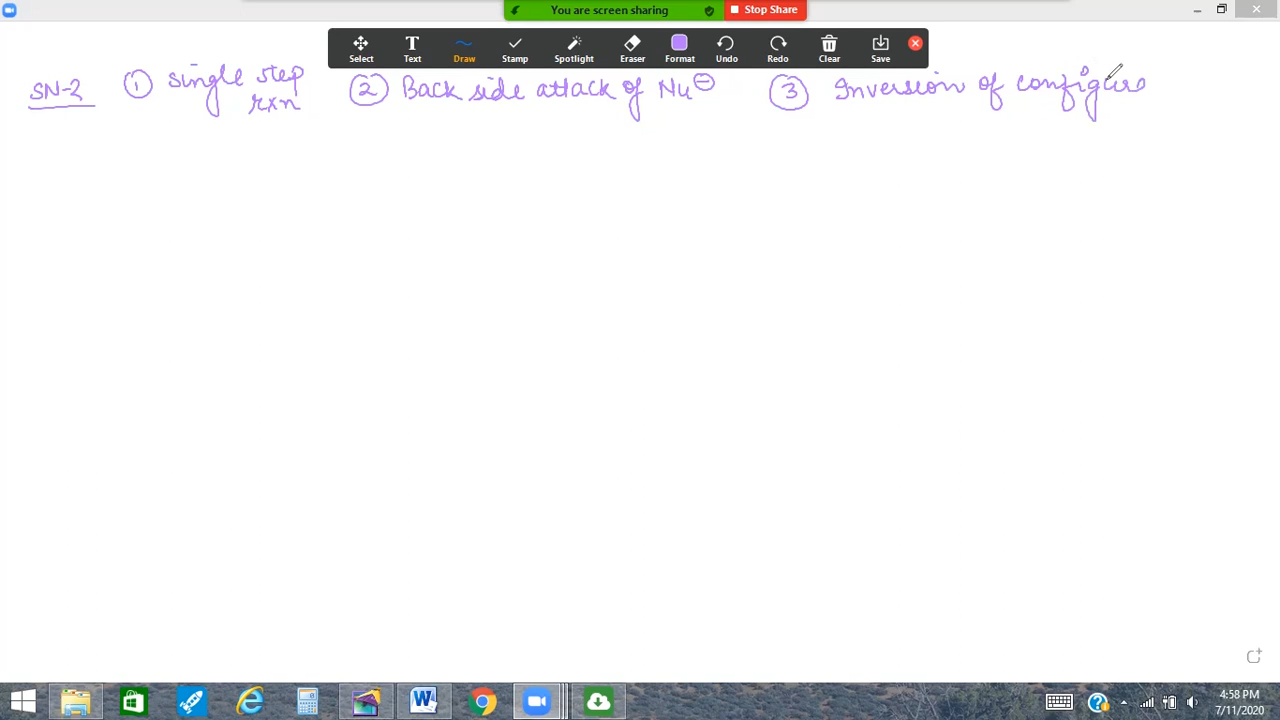 You are screen sharing Stop Share
Select Text Draw Stamp Spotlight Eraser Format Undo Redo Clear Save
SN-2 ① single step ② Back side attack of Nu⊖ ③ Inversion of configure
rxn
4:58 PM
7/11/2020